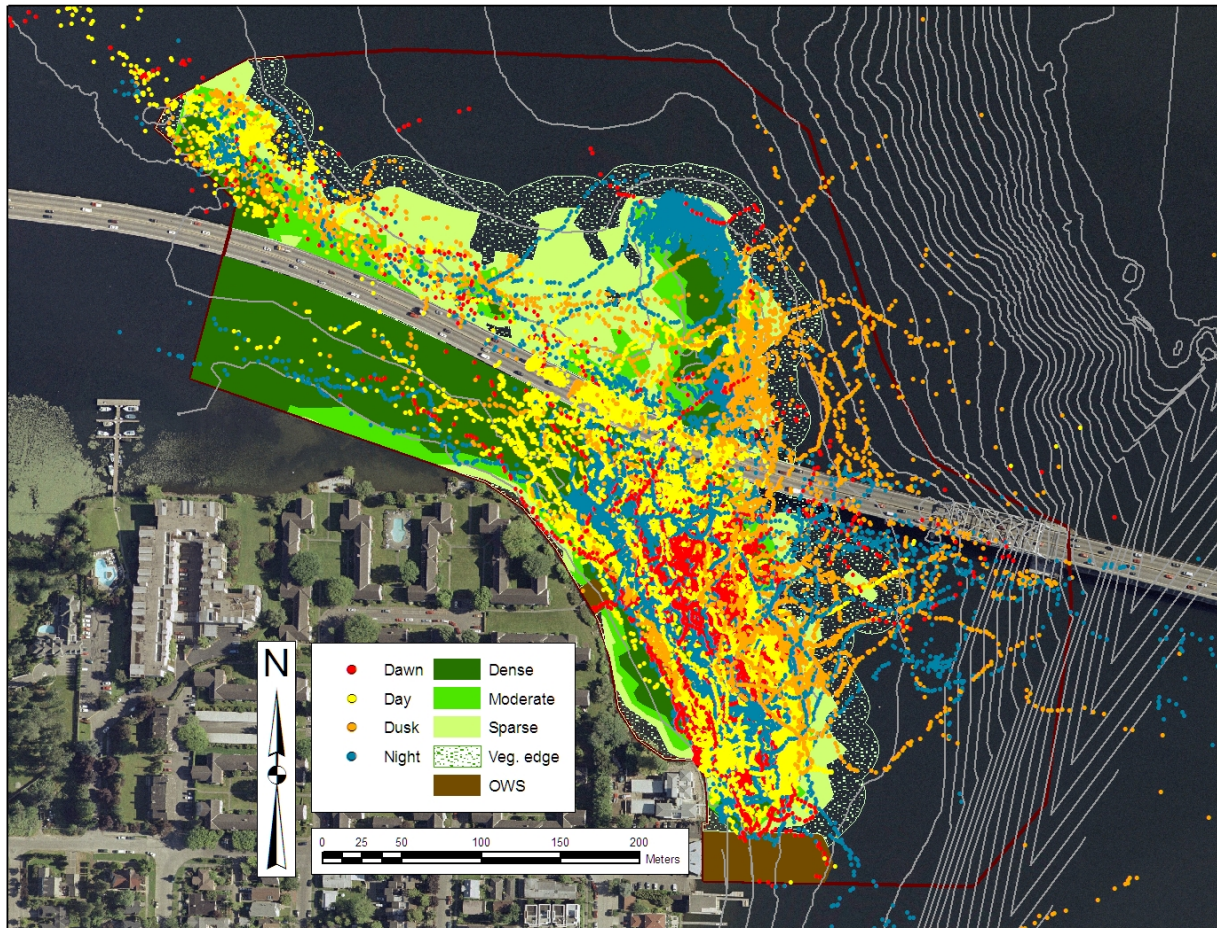 N
Dawn Dense
Day Moderate
Dusk Sparse
Night Veg. edge
OWS
0 25 50 100 150 200
Meters